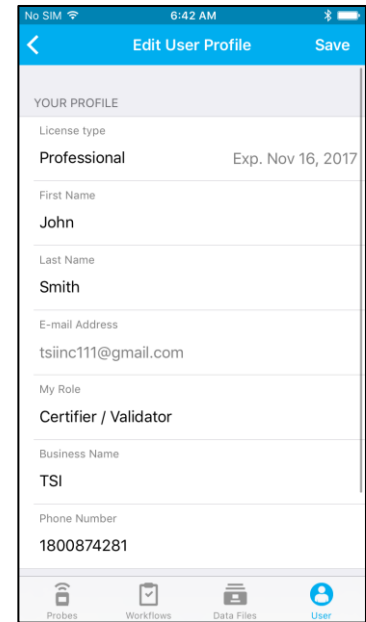 No SIM 6:42 AM
Edit User Profile Save
YOUR PROFILE
License type
Professional Exp. Nov 16, 2017
First Name
John
Last Name
Smith
E-mail Address
tsiinc111@gmail.com
My Role
Certifier / Validator
Business Name
TSI
Phone Number
1800874281
Probes Workflows Data Files User